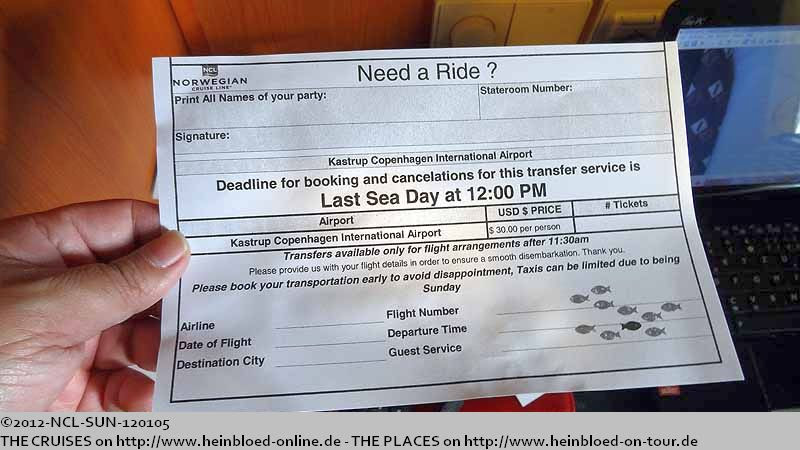 NCL
NORWEGIAN
CRUISE LINE
Need a Ride ?
Print All Names of your party:
Stateroom Number:
Signature:
Kastrup Copenhagen International Airport
Deadline for booking and cancelations for this transfer service is
Last Sea Day at 12:00 PM
Airport USD $ PRICE # Tickets
Kastrup Copenhagen International Airport $ 30.00 per person
Transfers available only for flight arrangements after 11:30am
Please provide us with your flight details in order to ensure a smooth disembarkation. Thank you.
Please book your transportation early to avoid disappointment, Taxis can be limited due to being
Sunday
Airline Flight Number
Date of Flight Departure Time
Destination City Guest Service
©2012-NCL-SUN-120105
THE CRUISES on http://www.heinbloed-online.de - THE PLACES on http://www.heinbloed-on-tour.de